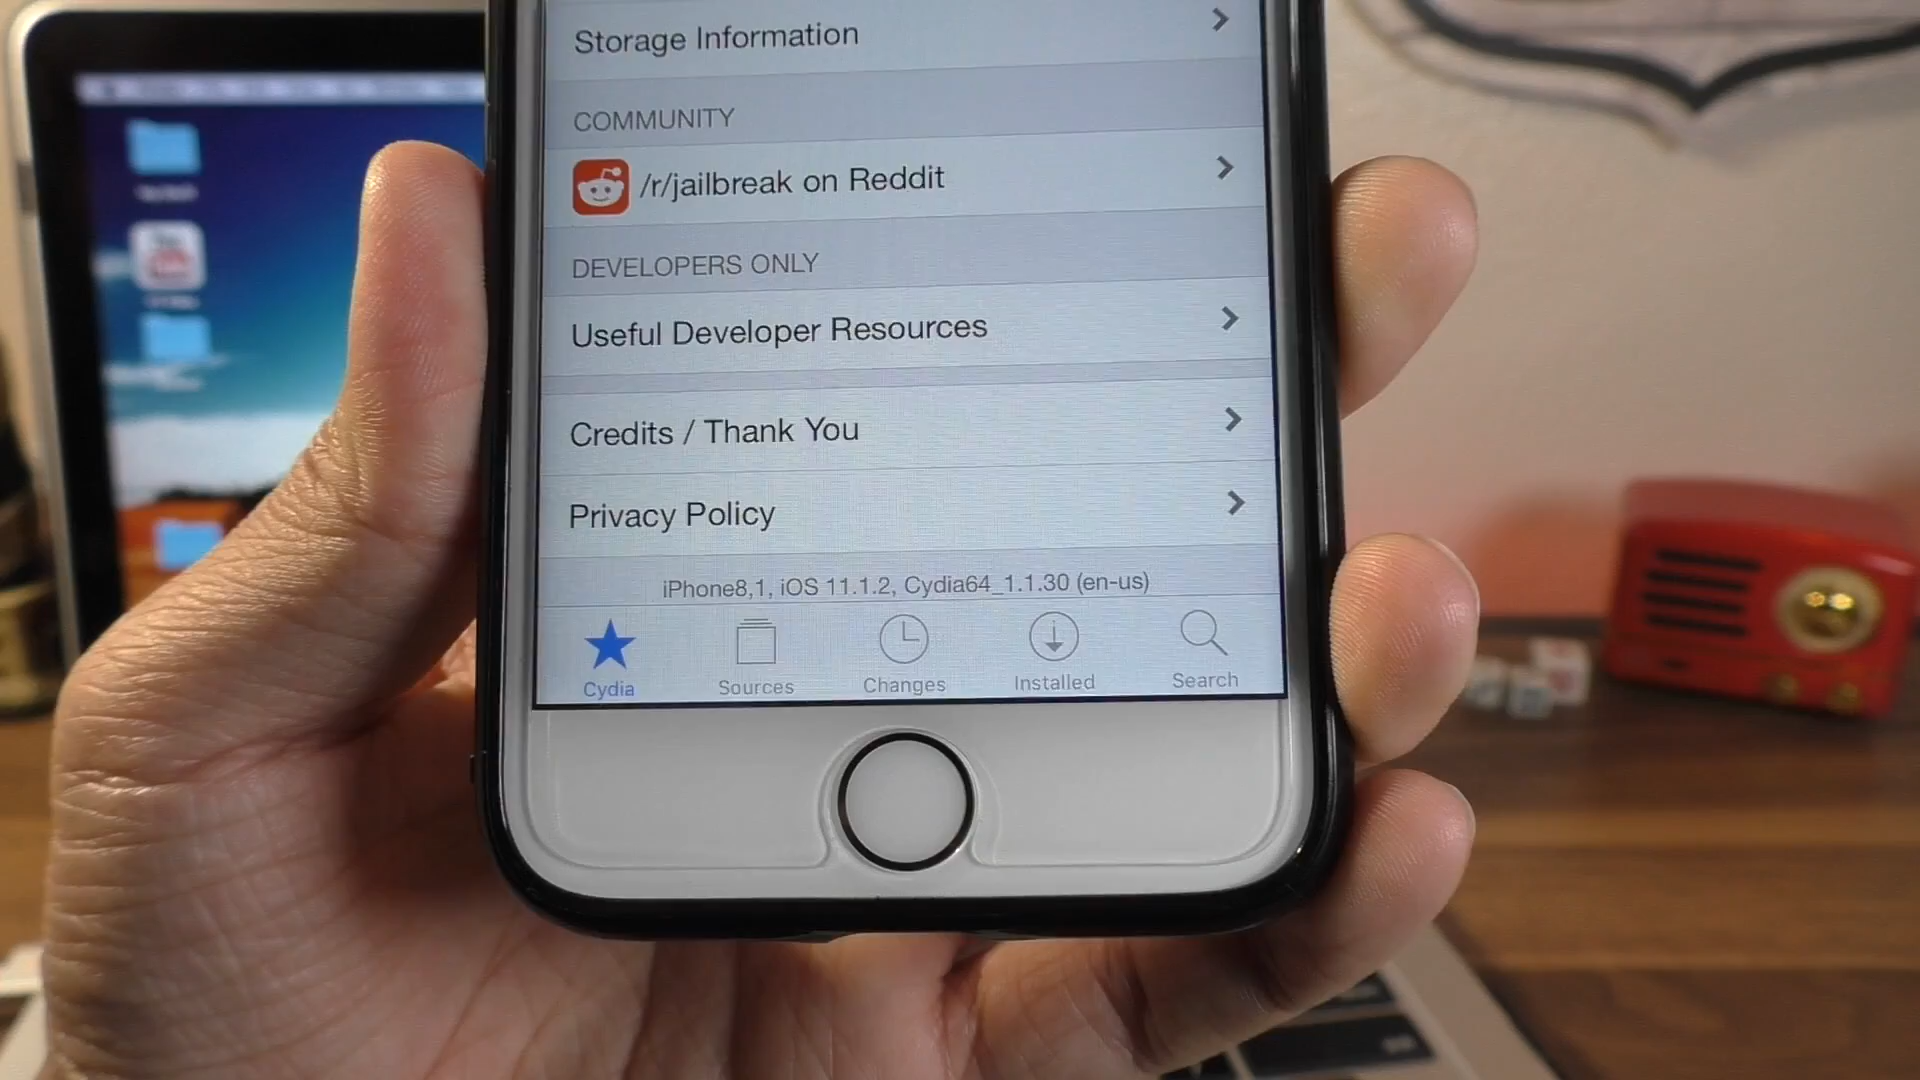 Storage Information
COMMUNITY
/r/jailbreak on Reddit
DEVELOPERS ONLY
Useful Developer Resources
Credits / Thank You
Privacy Policy
iPhone8,1, iOS 11.1.2, Cydia64_1.1.30 (en-us)
Cydia
Sources
Changes
Installed
Search